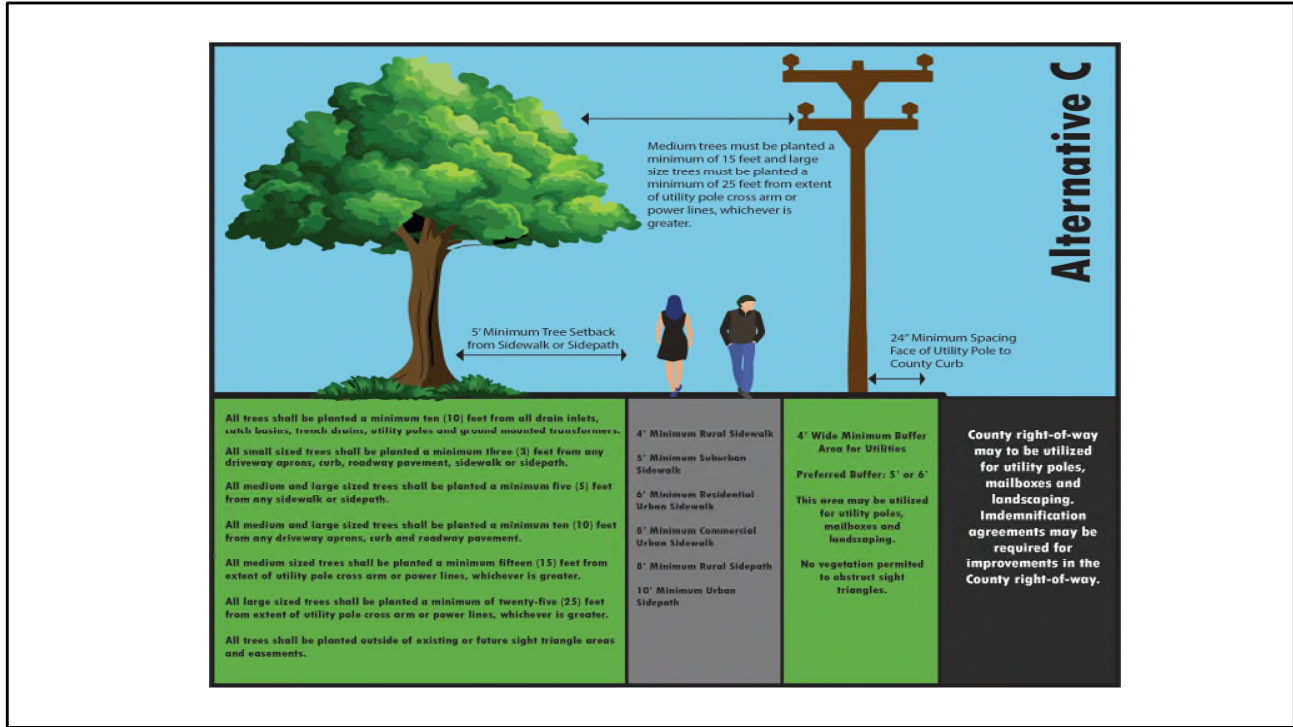 Alternative C
Medium trees must be planted a
minimum of 15 feet and large
size trees must be planted a
minimum of 25 feet from extent
of utility pole cross arm or
power lines, whichever is
greater.
5' Minimum Tree Setback
from Sidewalk or Sidepath
24" Minimum Spacing
Face of Utility Pole to
County Curb
All trees shall be planted a minimum ten (10) feet from all drain inlets,
catch basins, trench drains, utility poles and ground mounted transformers.
All small sized trees shall be planted a minimum three (3) feet from any
driveway aprons, curb, roadway pavement, sidewalk or sidepath.
All medium and large sized trees shall be planted a minimum five (5) feet
from any sidewalk or sidepath.
All medium and large sized trees shall be planted a minimum ten (10) feet
from any driveway aprons, curb and roadway pavement.
All medium sized trees shall be planted a minimum fifteen (15) feet from
extent of utility pole cross arm or power lines, whichever is greater.
All large sized trees shall be planted a minimum of twenty-five (25) feet
from extent of utility pole cross arm or power lines, whichever is greater.
All trees shall be planted outside of existing or future sight triangle areas
and easements.
4' Minimum Rural Sidewalk
5' Minimum Suburban
Sidewalk
6' Minimum Residential
Urban Sidewalk
6' Minimum Commercial
Urban Sidewalk
8' Minimum Rural Sidepath
10' Minimum Urban
Sidepath
4' Wide Minimum Buffer
Area for Utilities
Preferred Buffer: 5' or 6'
This area may be utilized
for utility poles,
mailboxes and
landscaping.
No vegetation permited
to obstruct sight
triangles.
County right-of-way
may to be utilized
for utility poles,
mailboxes and
landscaping.
Imdemnification
agreements may be
required for
improvements in the
County right-of-way.